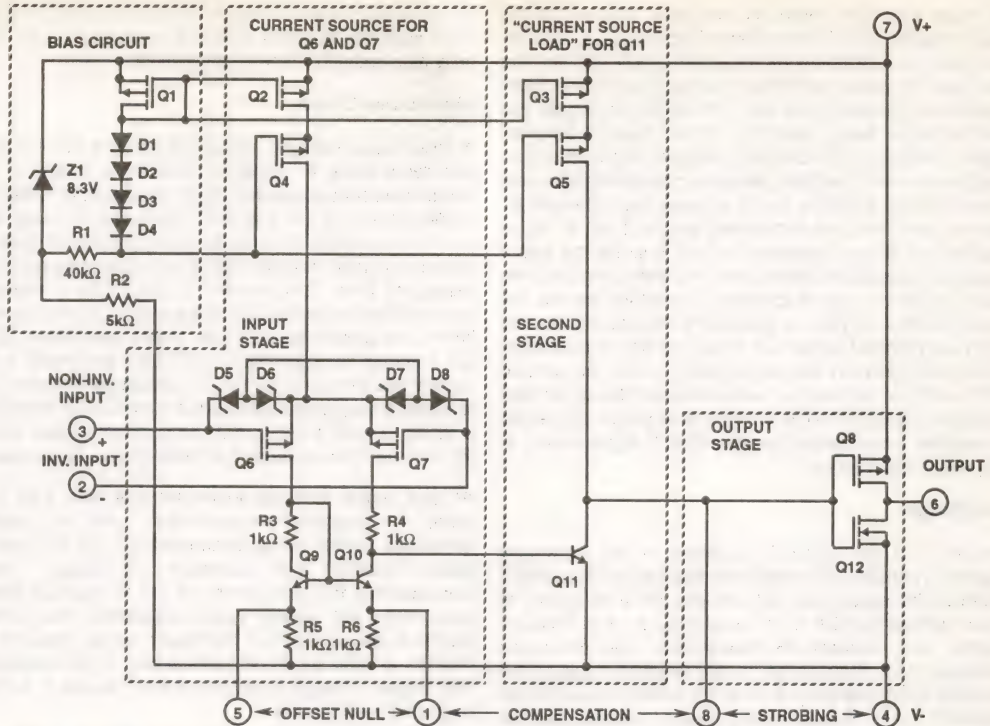 BIAS CIRCUIT
CURRENT SOURCE FOR
Q6 AND Q7
“CURRENT SOURCE
LOAD” FOR Q11
7
V+
Q1
Q2
Q3
D1
D2
D3
D4
Z1
8.3V
Q4
Q5
R1
40kΩ
R2
5kΩ
INPUT
STAGE
SECOND
STAGE
D5
D6
D7
D8
NON-INV.
INPUT
3
+
INV. INPUT
2
-
Q6
Q7
OUTPUT
STAGE
Q8
OUTPUT
6
Q12
R3
1kΩ
R4
1kΩ
Q9
Q10
Q11
R5
1kΩ
R6
1kΩ
5
OFFSET NULL
1
COMPENSATION
8
STROBING
4
V-